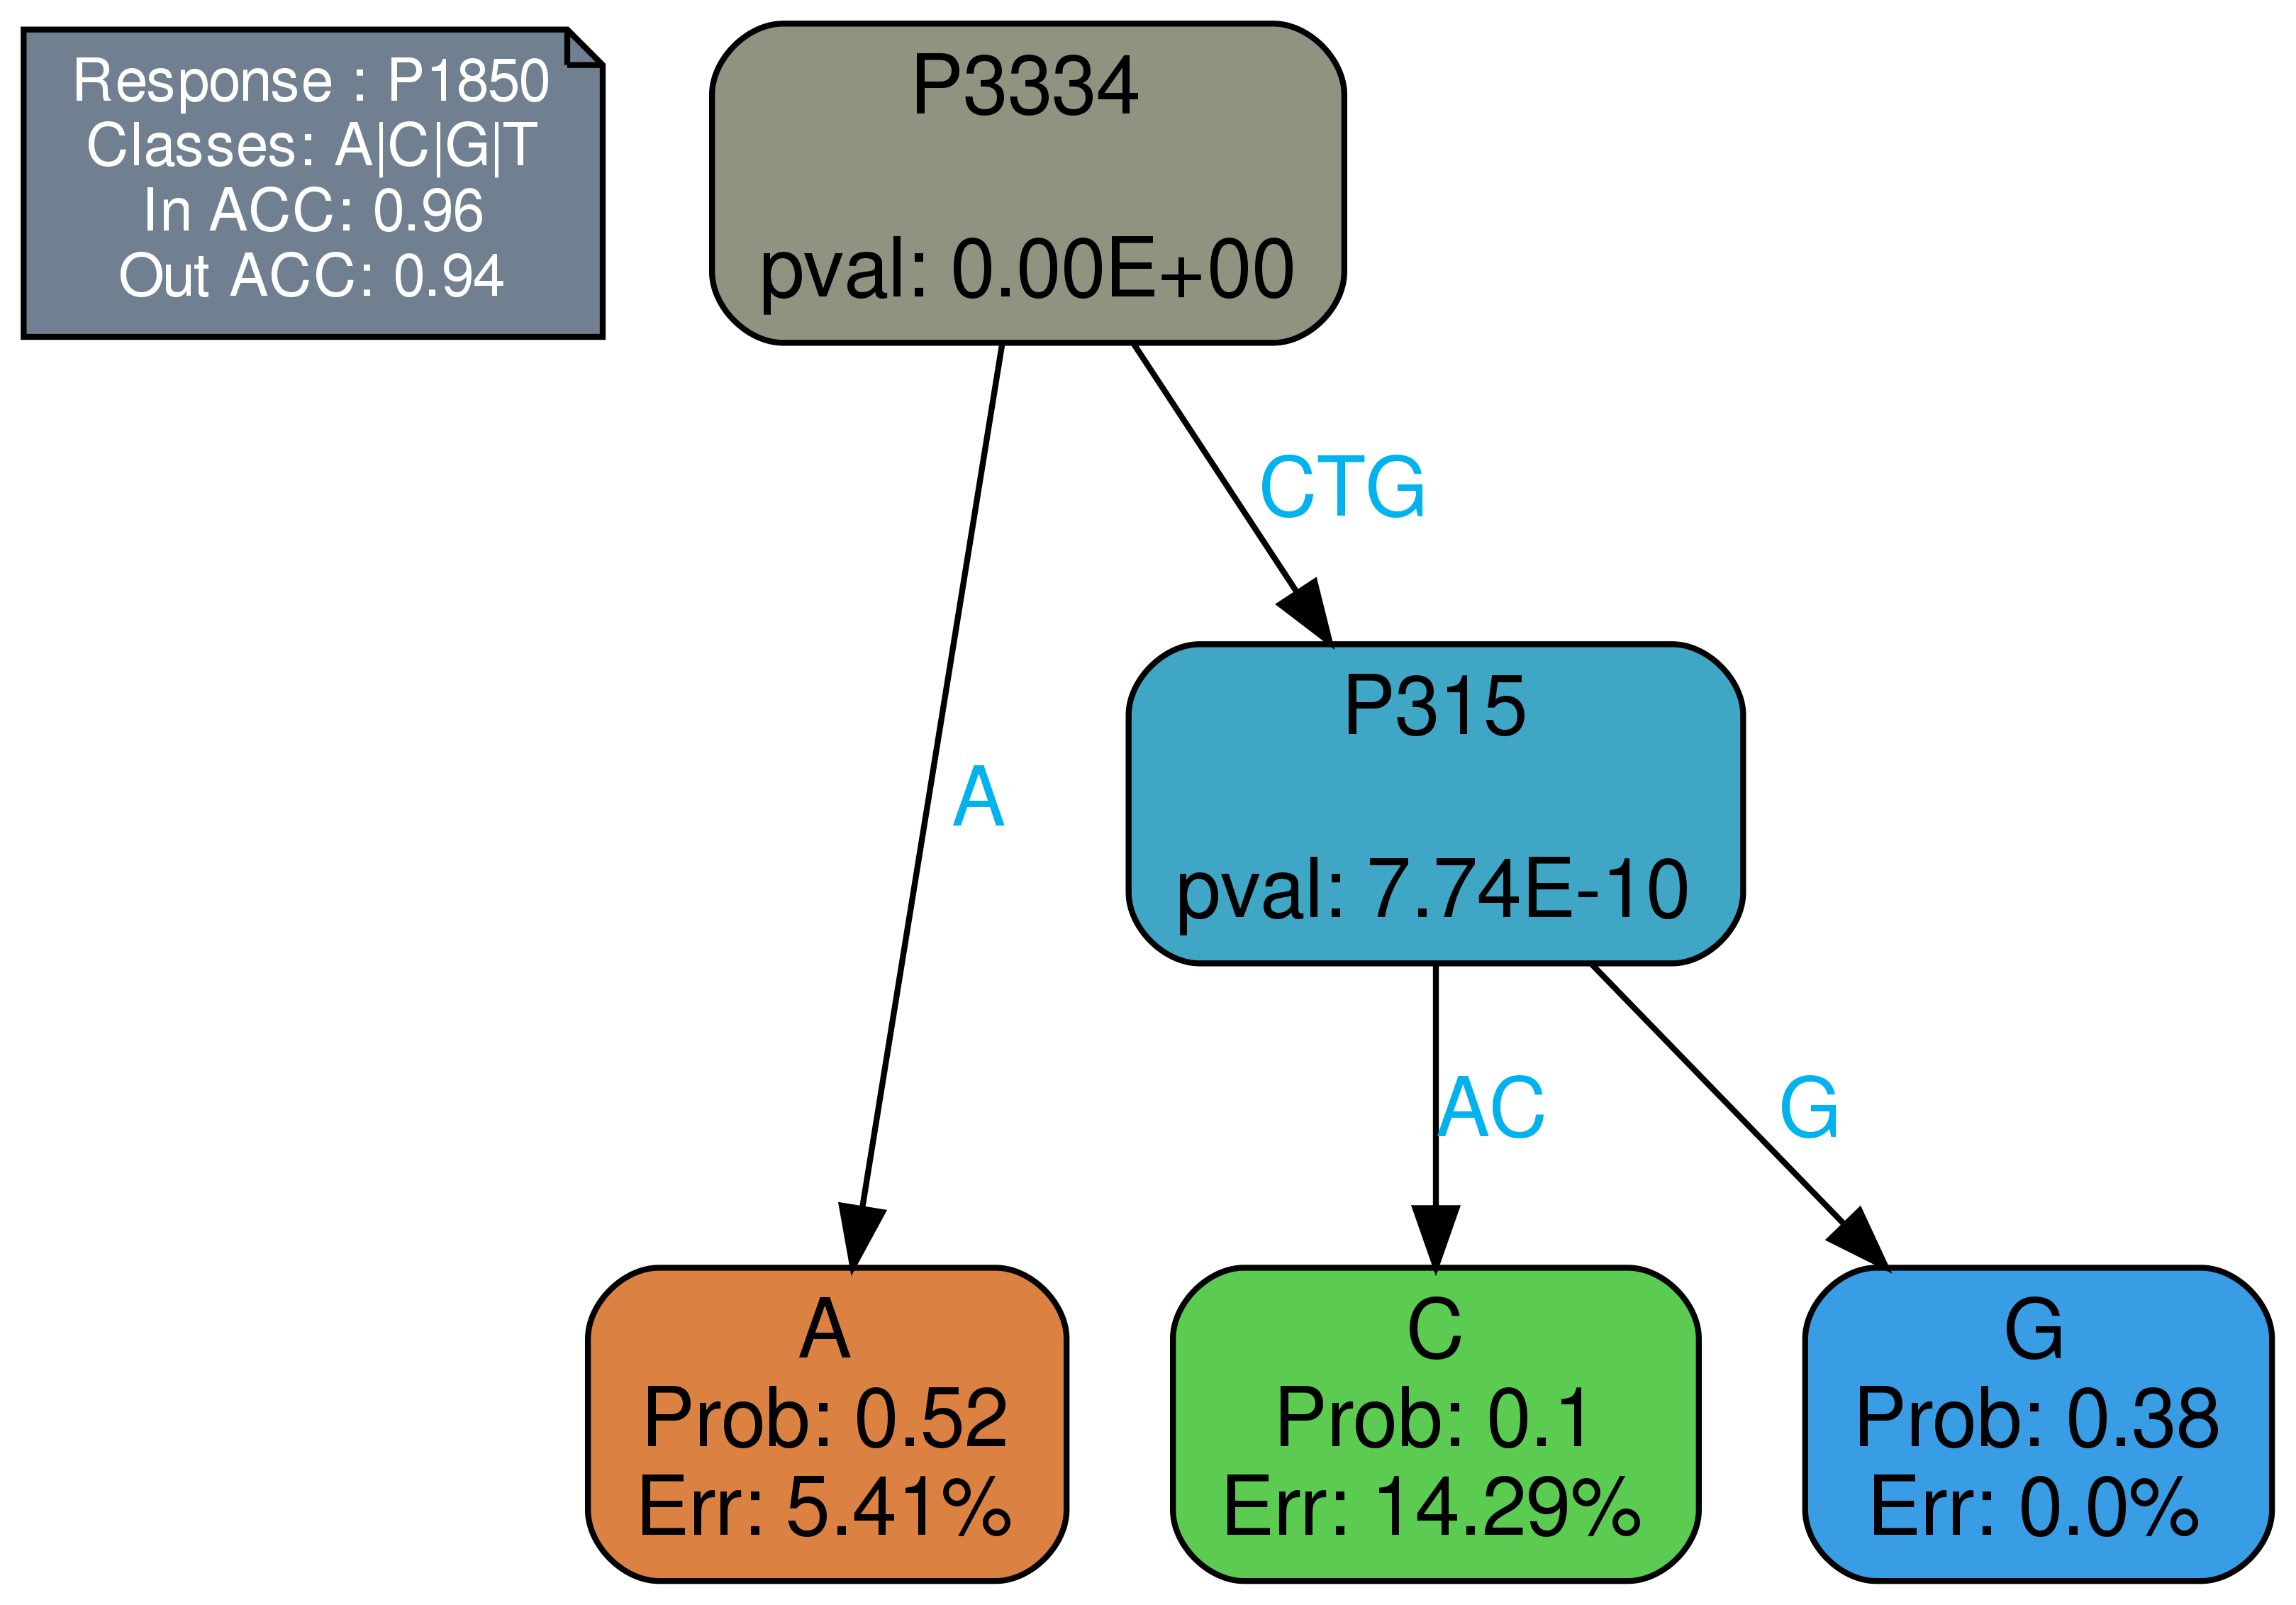 Response : P1850
Classes: A|C|G|T
In ACC: 0.96
Out ACC: 0.94
P3334
pval: 0.00E+00
CTG
A
P315
pval: 7.74E-10
AC
G
A
Prob: 0.52
Err: 5.41%
C
Prob: 0.1
Err: 14.29%
G
Prob: 0.38
Err: 0.0%